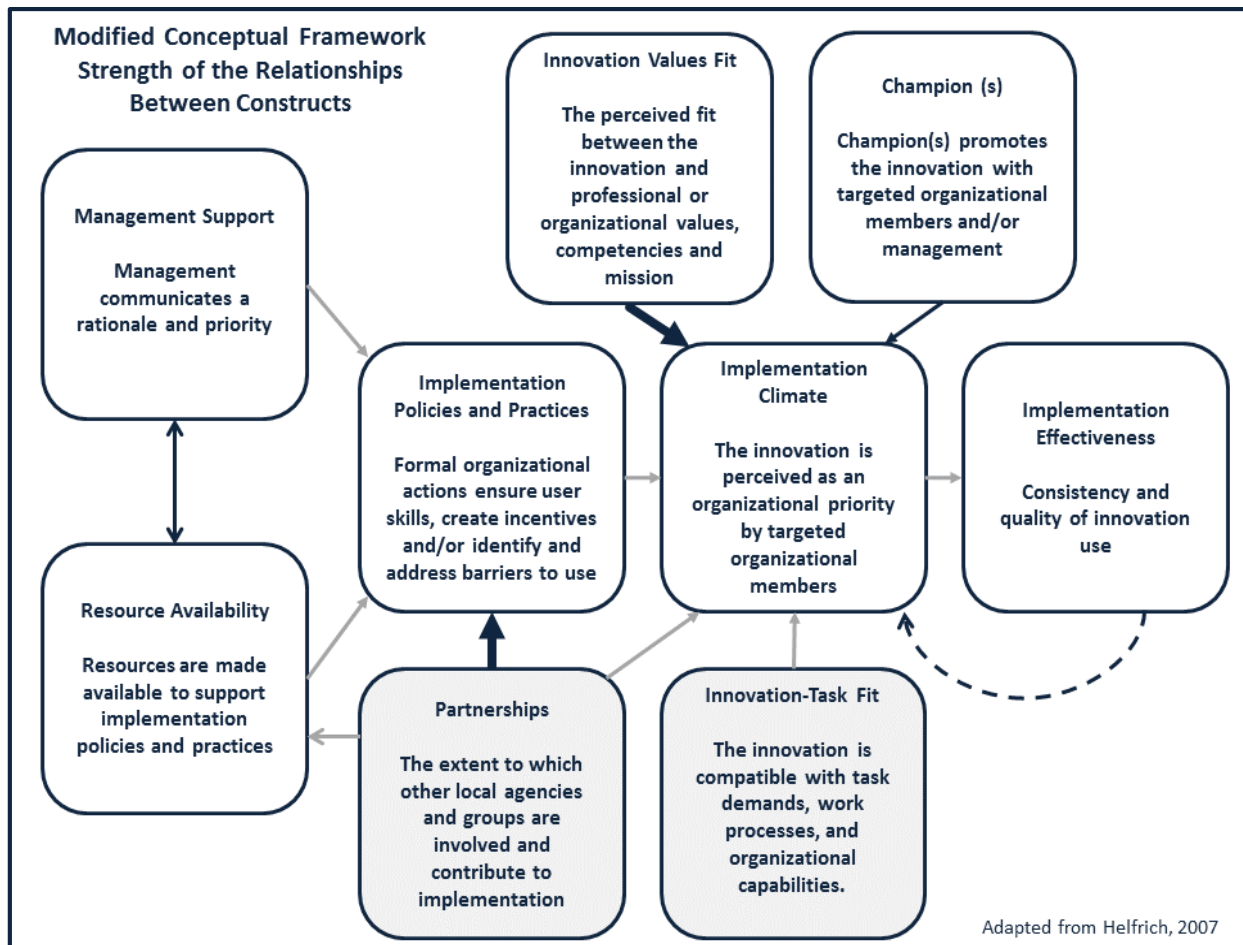 Modified Conceptual Framework
Strength of the Relationships
Between Constructs
Innovation Values Fit
The perceived fit
between the
innovation and
professional or
organizational values,
competencies and
mission
Champion (s)
Champion(s) promotes
the innovation with
targeted organizational
members and/or
management
Management Support
Management
communicates a
rationale and priority
Implementation
Policies and Practices
Formal organizational
actions ensure user
skills, create incentives
and/or identify and
address barriers to use
Implementation
Climate
The innovation is
perceived as an
organizational priority
by targeted
organizational
members
Implementation
Effectiveness
Consistency and
quality of innovation
use
Resource Availability
Resources are made
available to support
implementation
policies and practices
Partnerships
The extent to which
other local agencies
and groups are
involved and
contribute to
implementation
Innovation-Task Fit
The innovation is
compatible with task
demands, work
processes, and
organizational
capabilities.
Adapted from Helfrich, 2007